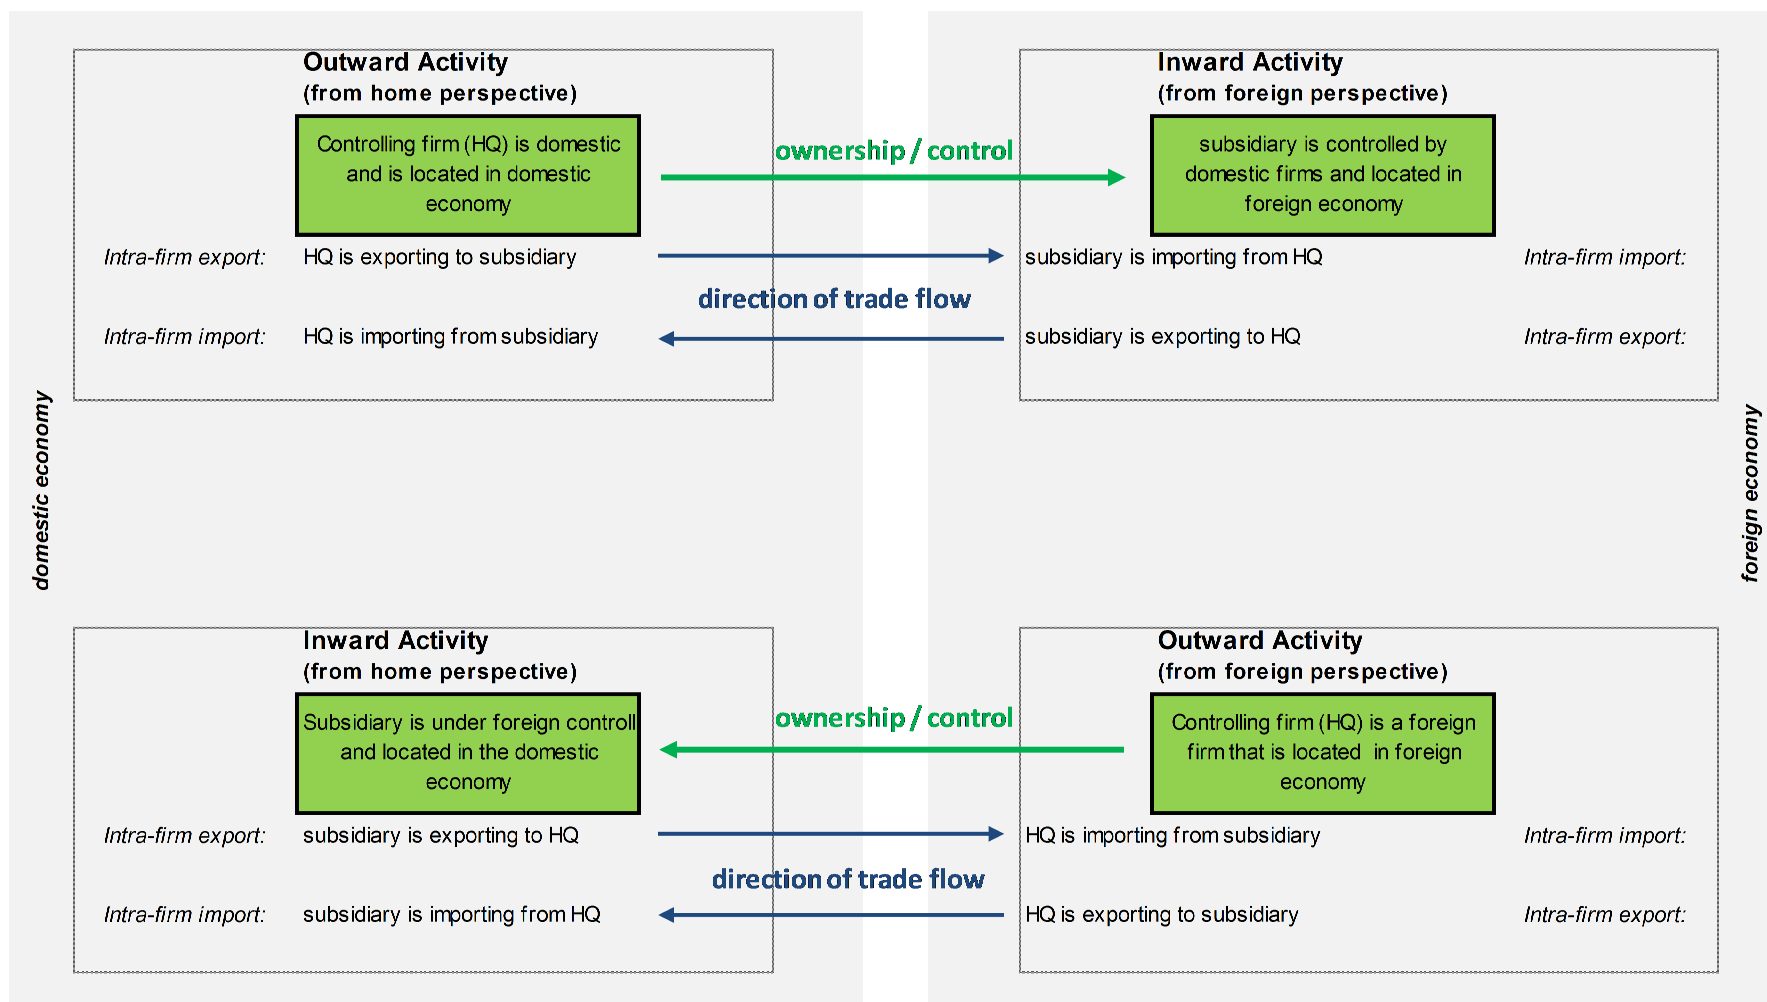 Outward Activity
(from home perspective)
Controlling firm (HQ) is domestic
and is located in domestic
economy
Intra-firm export: HQ is exporting to subsidiary
Intra-firm import: HQ is importing from subsidiary
ownership / control
direction of trade flow
Inward Activity
(from foreign perspective)
subsidiary is controlled by
domestic firms and located in
foreign economy
subsidiary is importing from HQ Intra-firm import:
subsidiary is exporting to HQ Intra-firm export:
domestic economy
foreign economy
Inward Activity
(from home perspective)
Subsidiary is under foreign controll
and located in the domestic
economy
Intra-firm export: subsidiary is exporting to HQ
Intra-firm import: subsidiary is importing from HQ
ownership / control
direction of trade flow
Outward Activity
(from foreign perspective)
Controlling firm (HQ) is a foreign
firm that is located in foreign
economy
HQ is importing from subsidiary Intra-firm import:
HQ is exporting to subsidiary Intra-firm export: